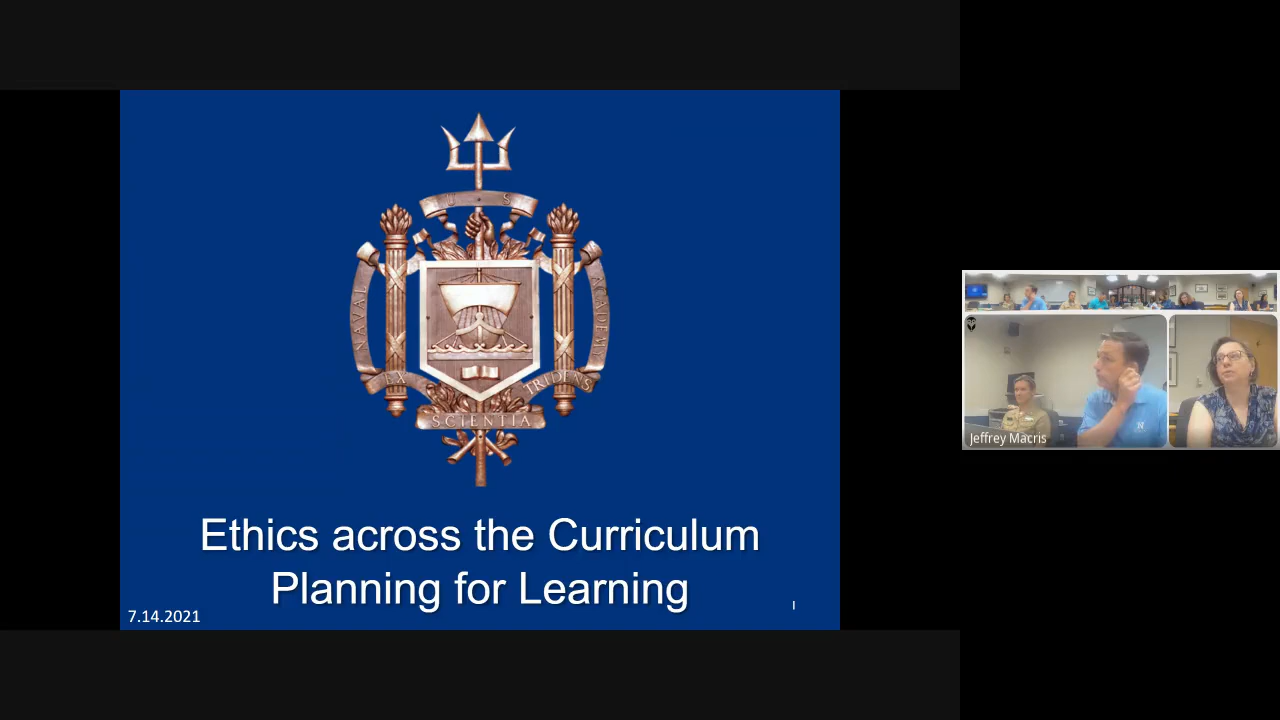 U S
NAVAL
ACADEMY
EX
TRIDENS
SCIENTIA
Ethics across the Curriculum
Planning for Learning
7.14.2021
I
Jeffrey Macris
N